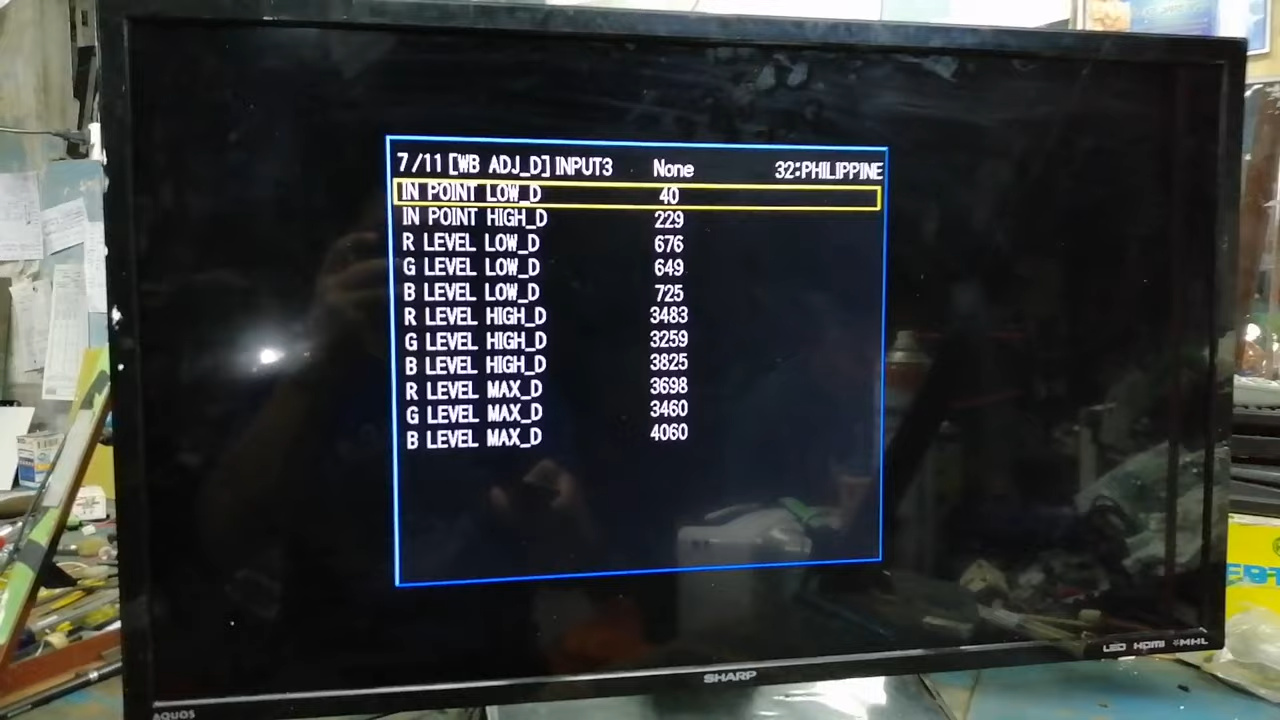 7/11 [WB ADJ_D] INPUT3 None 32:PHILIPPINE
IN POINT LOW_D 40
IN POINT HIGH_D 229
R LEVEL LOW_D 676
G LEVEL LOW_D 649
B LEVEL LOW_D 725
R LEVEL HIGH_D 3483
G LEVEL HIGH_D 3259
B LEVEL HIGH_D 3825
R LEVEL MAX_D 3698
G LEVEL MAX_D 3460
B LEVEL MAX_D 4060
LED HDMI MHL
SHARP
AQUOS